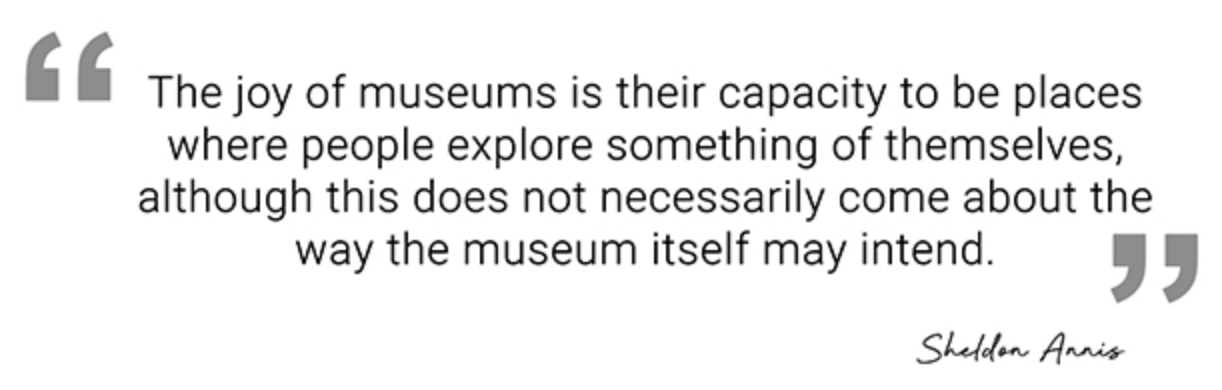 “ The joy of museums is their capacity to be places
where people explore something of themselves,
although this does not necessarily come about the
way the museum itself may intend. ”
Sheldon Annis